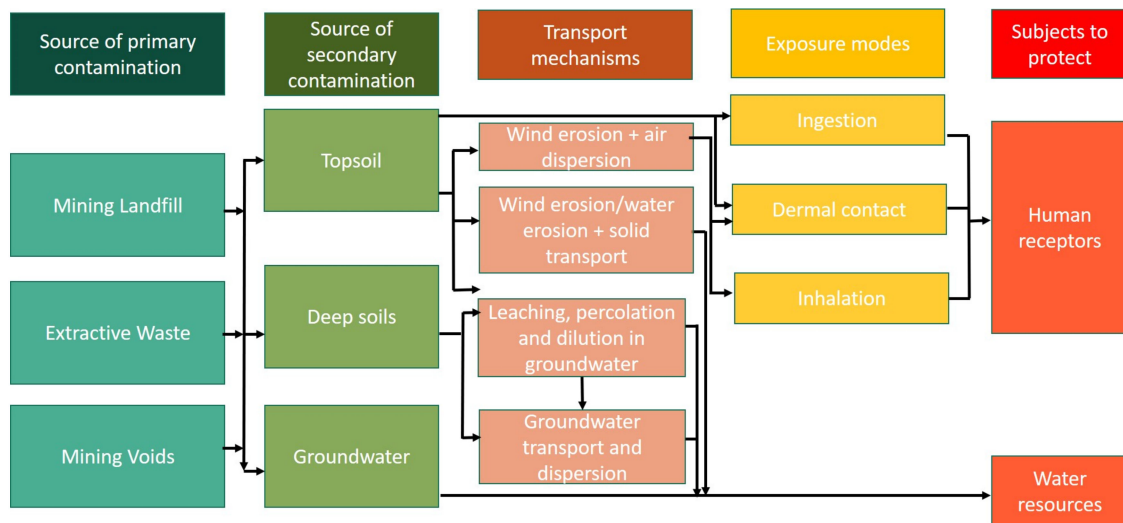 Source of primary
contamination
Source of
secondary
contamination
Transport
mechanisms
Exposure modes
Subjects to
protect
Mining Landfill
Extractive Waste
Mining Voids
Topsoil
Deep soils
Groundwater
Wind erosion + air
dispersion
Wind erosion/water
erosion + solid
transport
Leaching, percolation
and dilution in
groundwater
Groundwater
transport and
dispersion
Ingestion
Dermal contact
Inhalation
Human
receptors
Water
resources